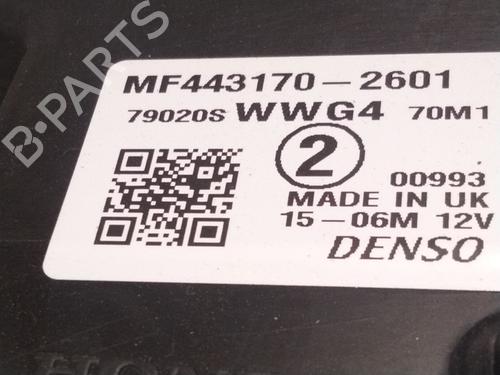 MF443170-2601
79020S WWG4 70M1
2
00993
MADE IN UK
15-06M 12V
DENSO
B-PARTS